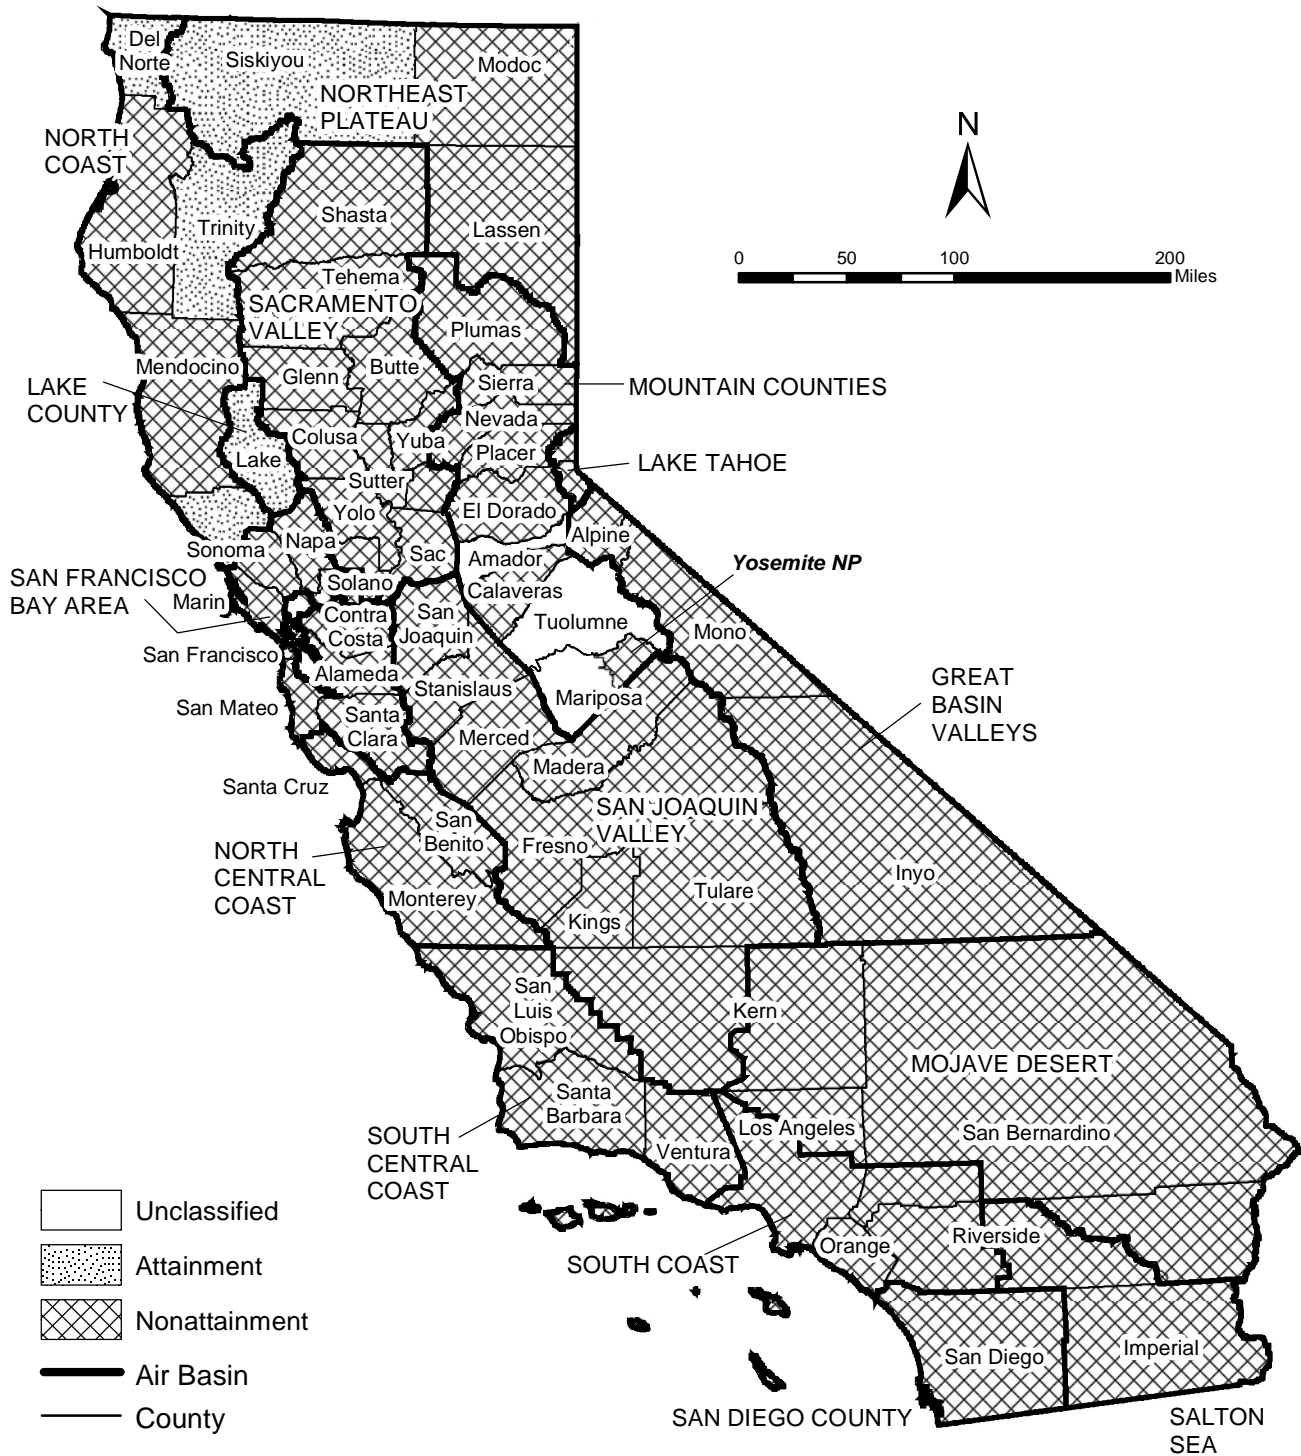 Del
Norte
Siskiyou
Modoc
NORTHEAST
PLATEAU
NORTH
COAST
N
Trinity
Shasta
Lassen
Humboldt
0 50 100 200
Miles
Tehema
SACRAMENTO
VALLEY
Plumas
Mendocino
Glenn
Butte
Sierra
MOUNTAIN COUNTIES
LAKE
COUNTY
Nevada
Colusa
Yuba
Placer
Lake
LAKE TAHOE
Sutter
Yolo
El Dorado
Napa
Alpine
Sonoma
Sac
Amador
Yosemite NP
SAN FRANCISCO
BAY AREA
Solano
Calaveras
Marin
Contra
Costa
San
Joaquin
Tuolumne
Mono
San Francisco
Alameda
Stanislaus
Mariposa
GREAT
BASIN
VALLEYS
San Mateo
Santa
Clara
Merced
Madera
Santa Cruz
SAN JOAQUIN
VALLEY
San
Benito
Fresno
NORTH
CENTRAL
COAST
Inyo
Monterey
Tulare
Kings
San
Luis
Obispo
Kern
MOJAVE DESERT
Santa
Barbara
Los Angeles
San Bernardino
SOUTH
CENTRAL
COAST
Ventura
Unclassified
Orange
Riverside
SOUTH COAST
Attainment
Nonattainment
San Diego
Imperial
Air Basin
County
SAN DIEGO COUNTY
SALTON
SEA